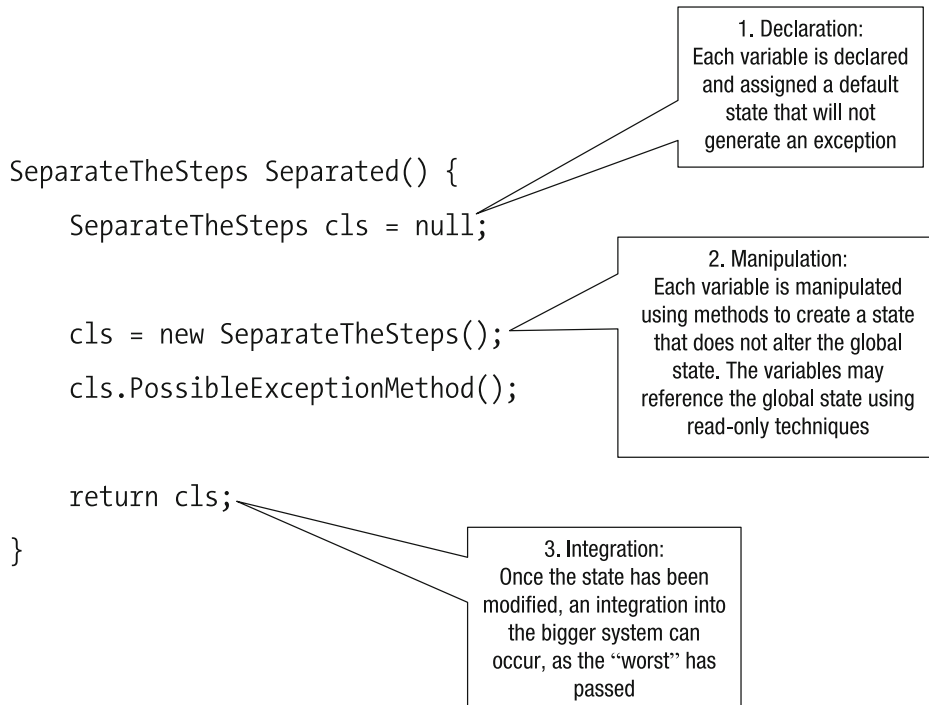 1. Declaration:
Each variable is declared
and assigned a default
state that will not
generate an exception
SeparateTheSteps Separated() {
SeparateTheSteps cls = null;
2. Manipulation:
Each variable is manipulated
using methods to create a state
that does not alter the global
state. The variables may
reference the global state using
read-only techniques
cls = new SeparateTheSteps();
cls.PossibleExceptionMethod();
return cls;
}
3. Integration:
Once the state has been
modified, an integration into
the bigger system can
occur, as the “worst” has
passed